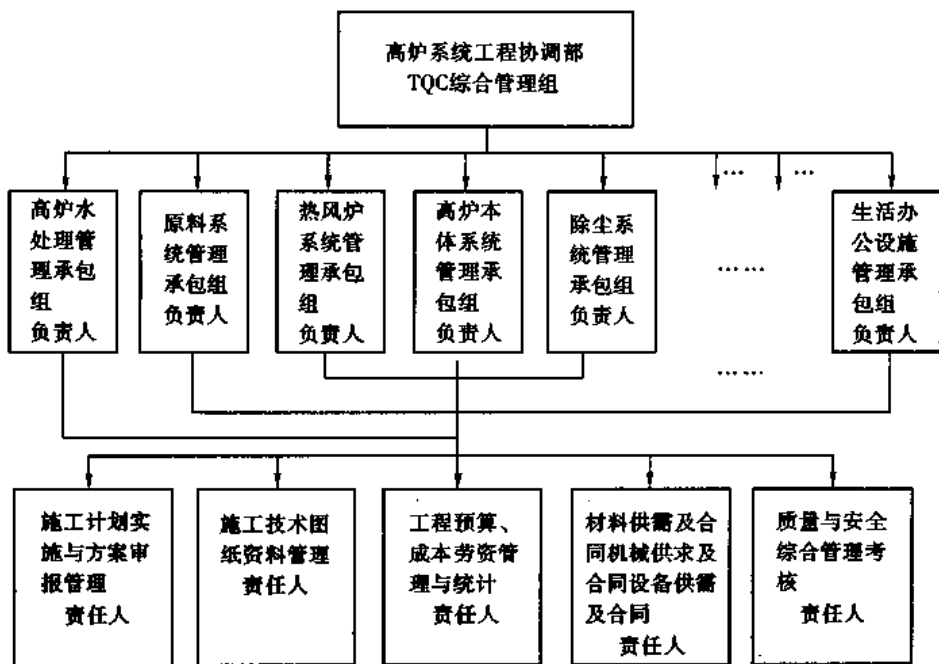 高炉系统工程协调部
TQC综合管理组
高炉水
处理管
理承包
组
负责人
原料系
统管理
承包组
负责人
热风炉
系统管
理承包
组
负责人
高炉本
体系统
管理承
包组
负责人
除尘系
统管理
承包组
负责人
… …
……
……
生活办
公设施
管理承
包组
负责人
施工计划实
施与方案审
报管理
责任人
施工技术图
纸资料管理
责任人
工程预算、
成本劳资管
理与统计
责任人
材料供需及合
同机械供求及
合同设备供需
及合同
责任人
质量与安全
综合管理考
核
责任人